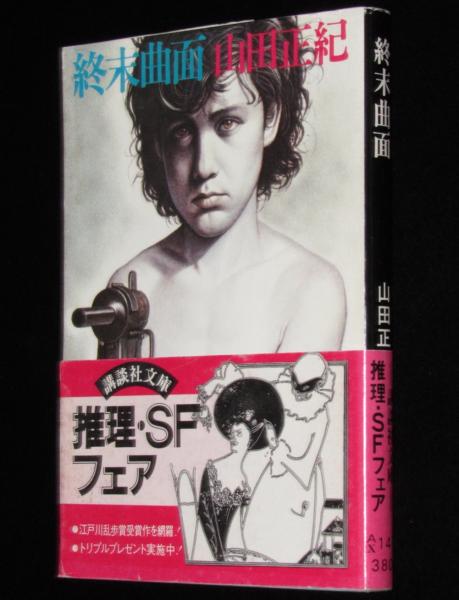 終末曲面 山田正紀
講談社文庫
推理・SF
フェア
●江戸川乱歩賞受賞作を網羅!
●トリプルプレゼント実施中!
終末曲面
山田正
推理・SFフェア
AX14
380